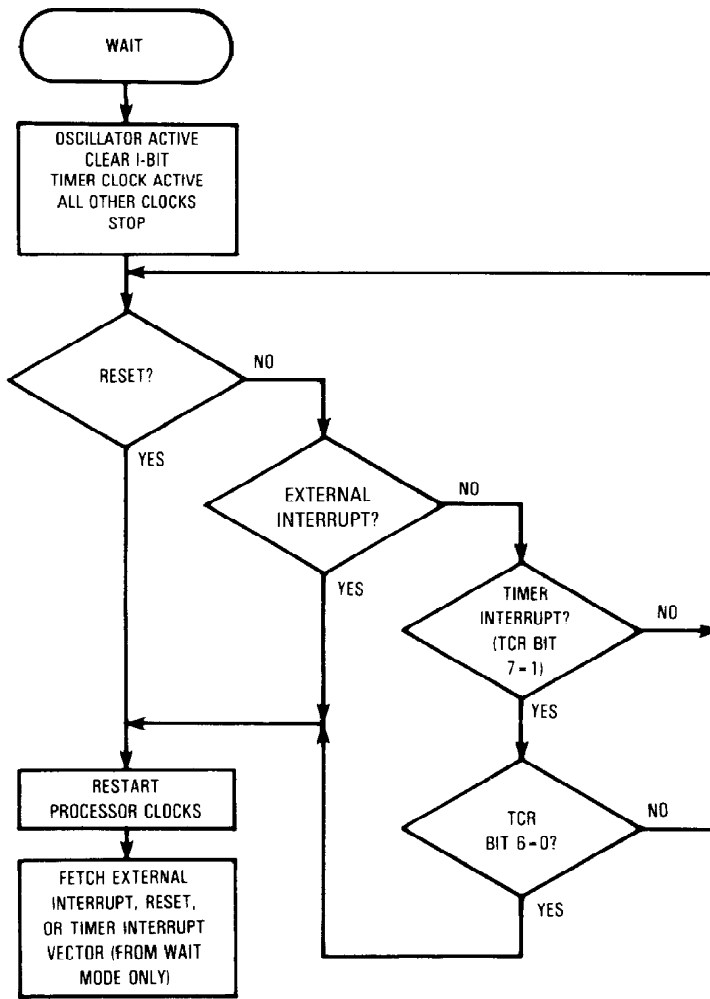 WAIT
OSCILLATOR ACTIVE
CLEAR I-BIT
TIMER CLOCK ACTIVE
ALL OTHER CLOCKS
STOP
RESET?
NO
YES
EXTERNAL
INTERRUPT?
NO
YES
TIMER
INTERRUPT?
(TCR BIT
7=1)
NO
YES
TCR
BIT 6=0?
NO
YES
RESTART
PROCESSOR CLOCKS
FETCH EXTERNAL
INTERRUPT, RESET,
OR TIMER INTERRUPT
VECTOR (FROM WAIT
MODE ONLY)